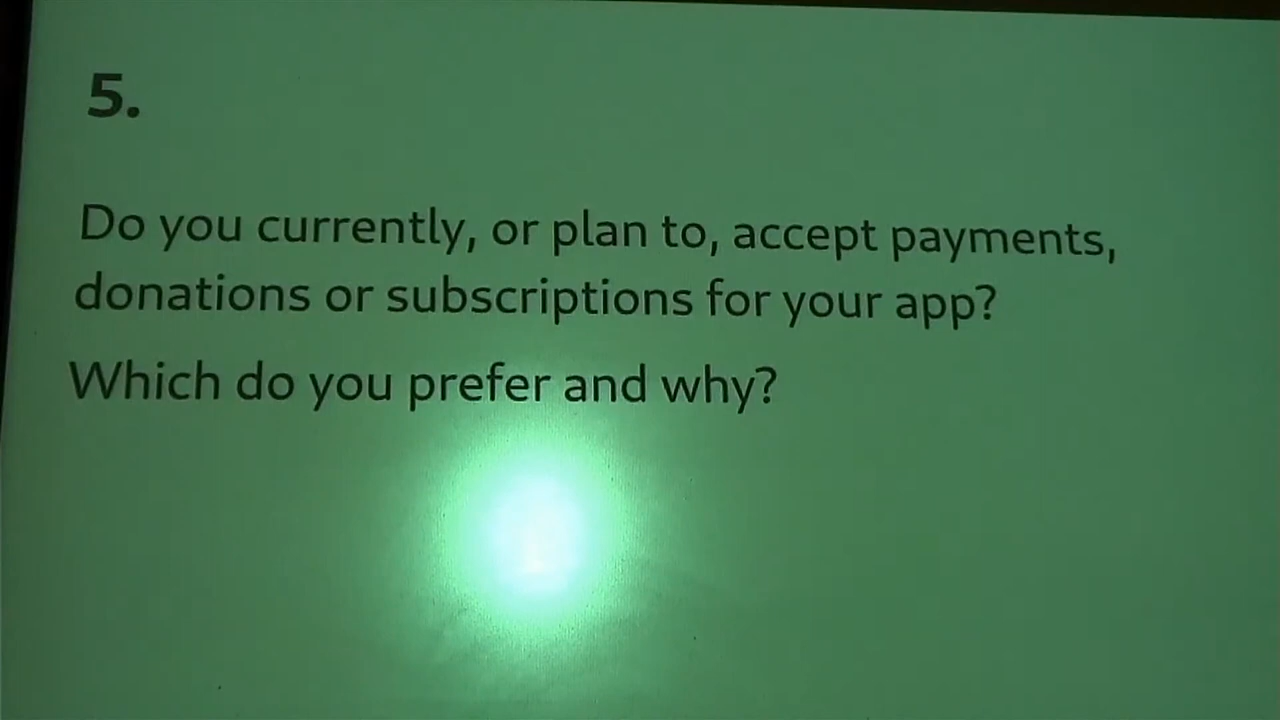 5.
Do you currently, or plan to, accept payments,
donations or subscriptions for your app?
Which do you prefer and why?